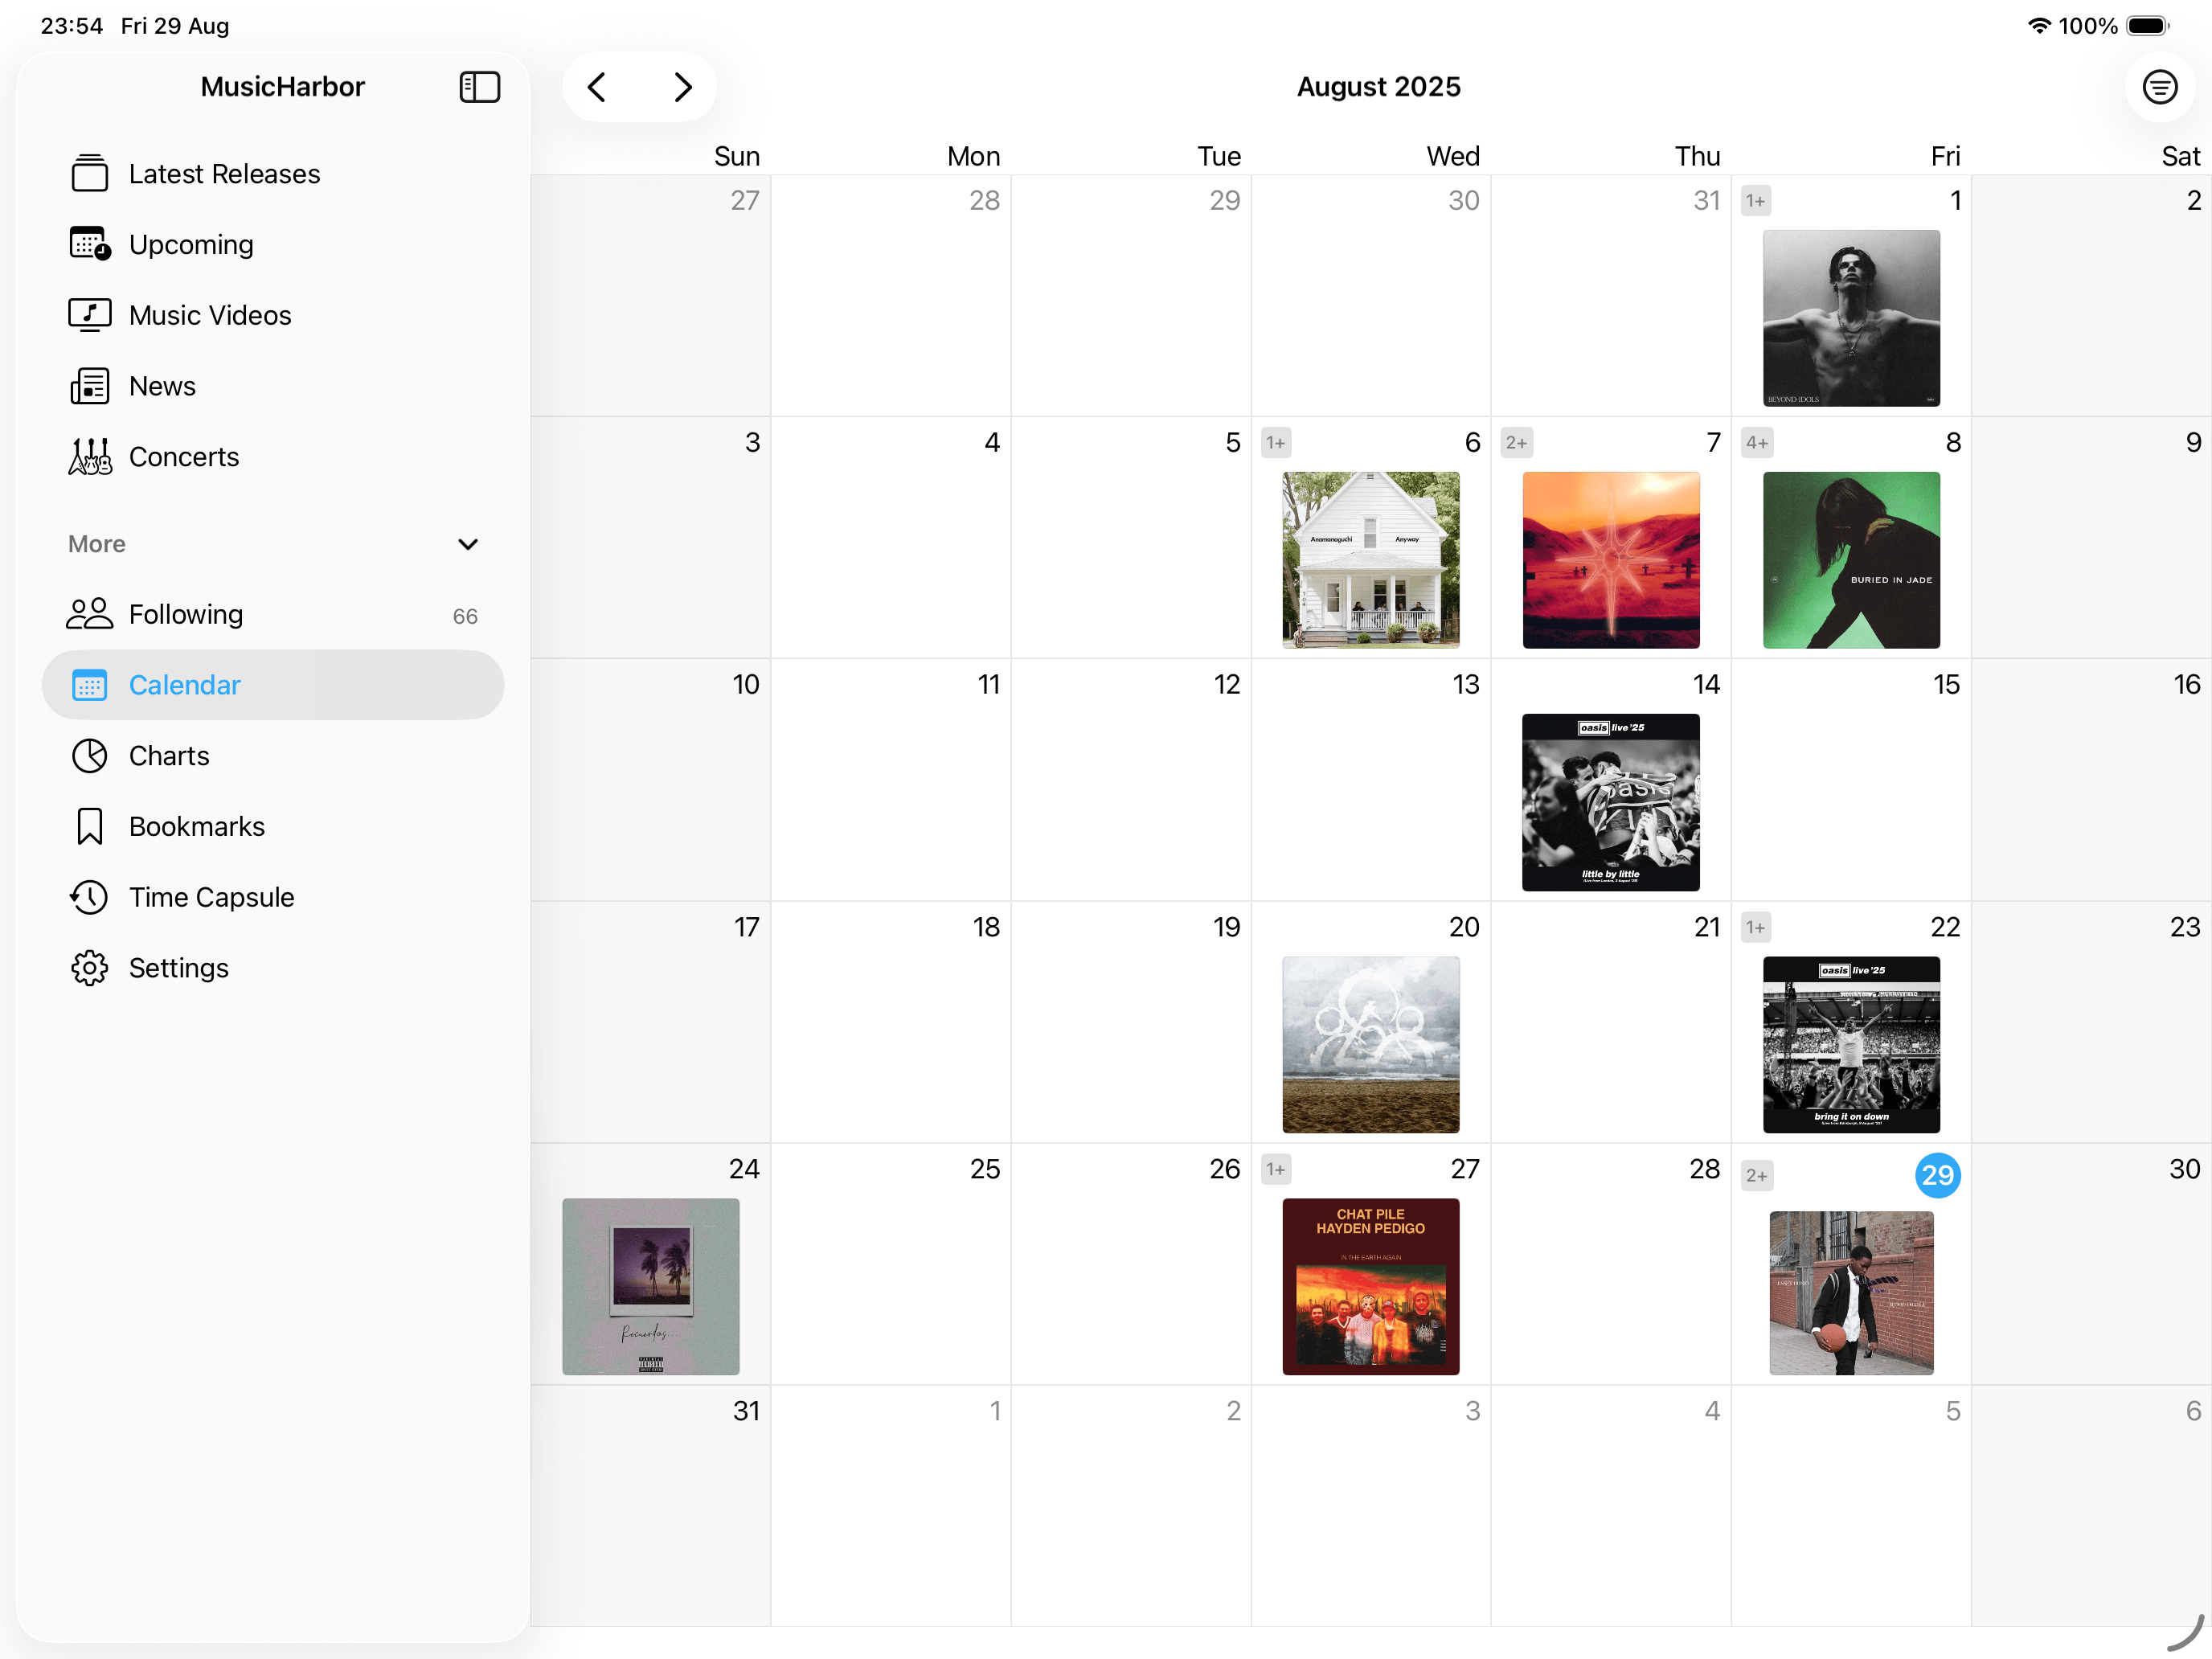 23:54 Fri 29 Aug
100%
MusicHarbor
Latest Releases
Upcoming
Music Videos
News
Concerts
More
Following 66
Calendar
Charts
Bookmarks
Time Capsule
Settings
August 2025
Sun Mon Tue Wed Thu Fri Sat
27 28 29 30 31 1+ 1 2
BEYOND IDOLS
3 4 5 1+ 6 2+ 7 4+ 8 9
Anamanaguchi Anyway
BURIED IN JADE
10 11 12 13 14 15 16
oasis live '25
oasis
little by little
17 18 19 20 21 1+ 22 23
oasis live '25
bring it on down
24 25 26 1+ 27 28 2+ 29 30
Recuerdos...
CHAT PILE
HAYDEN PEDIGO
IN THE EARTH AGAIN
31 1 2 3 4 5 6